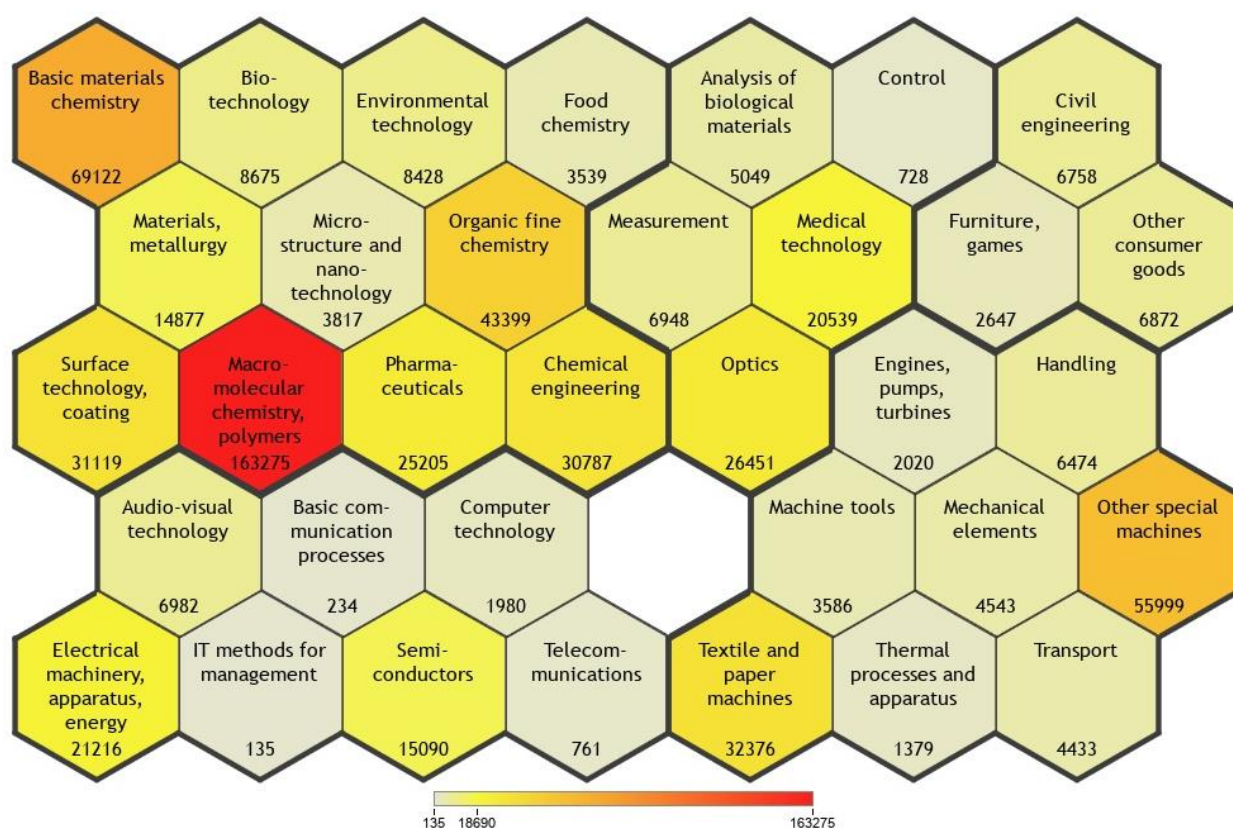 Basic materials
chemistry
69122
Bio-
technology
8675
Environmental
technology
8428
Food
chemistry
3539
Analysis of
biological
materials
5049
Control
728
Civil
engineering
6758
Materials,
metallurgy
14877
Micro-
structure and
nano-
technology
3817
Organic fine
chemistry
43399
Measurement
6948
Medical
technology
20539
Furniture,
games
2647
Other
consumer
goods
6872
Surface
technology,
coating
31119
Macro-
molecular
chemistry,
polymers
163275
Pharma-
ceuticals
25205
Chemical
engineering
30787
Optics
26451
Engines,
pumps,
turbines
2020
Handling
6474
Audio-visual
technology
6982
Basic com-
munication
processes
234
Computer
technology
1980
Machine tools
3586
Mechanical
elements
4543
Other special
machines
55999
Electrical
machinery,
apparatus,
energy
21216
IT methods for
management
135
Semi-
conductors
15090
Telecom-
munications
761
Textile and
paper
machines
32376
Thermal
processes and
apparatus
1379
Transport
4433
135 18690 163275